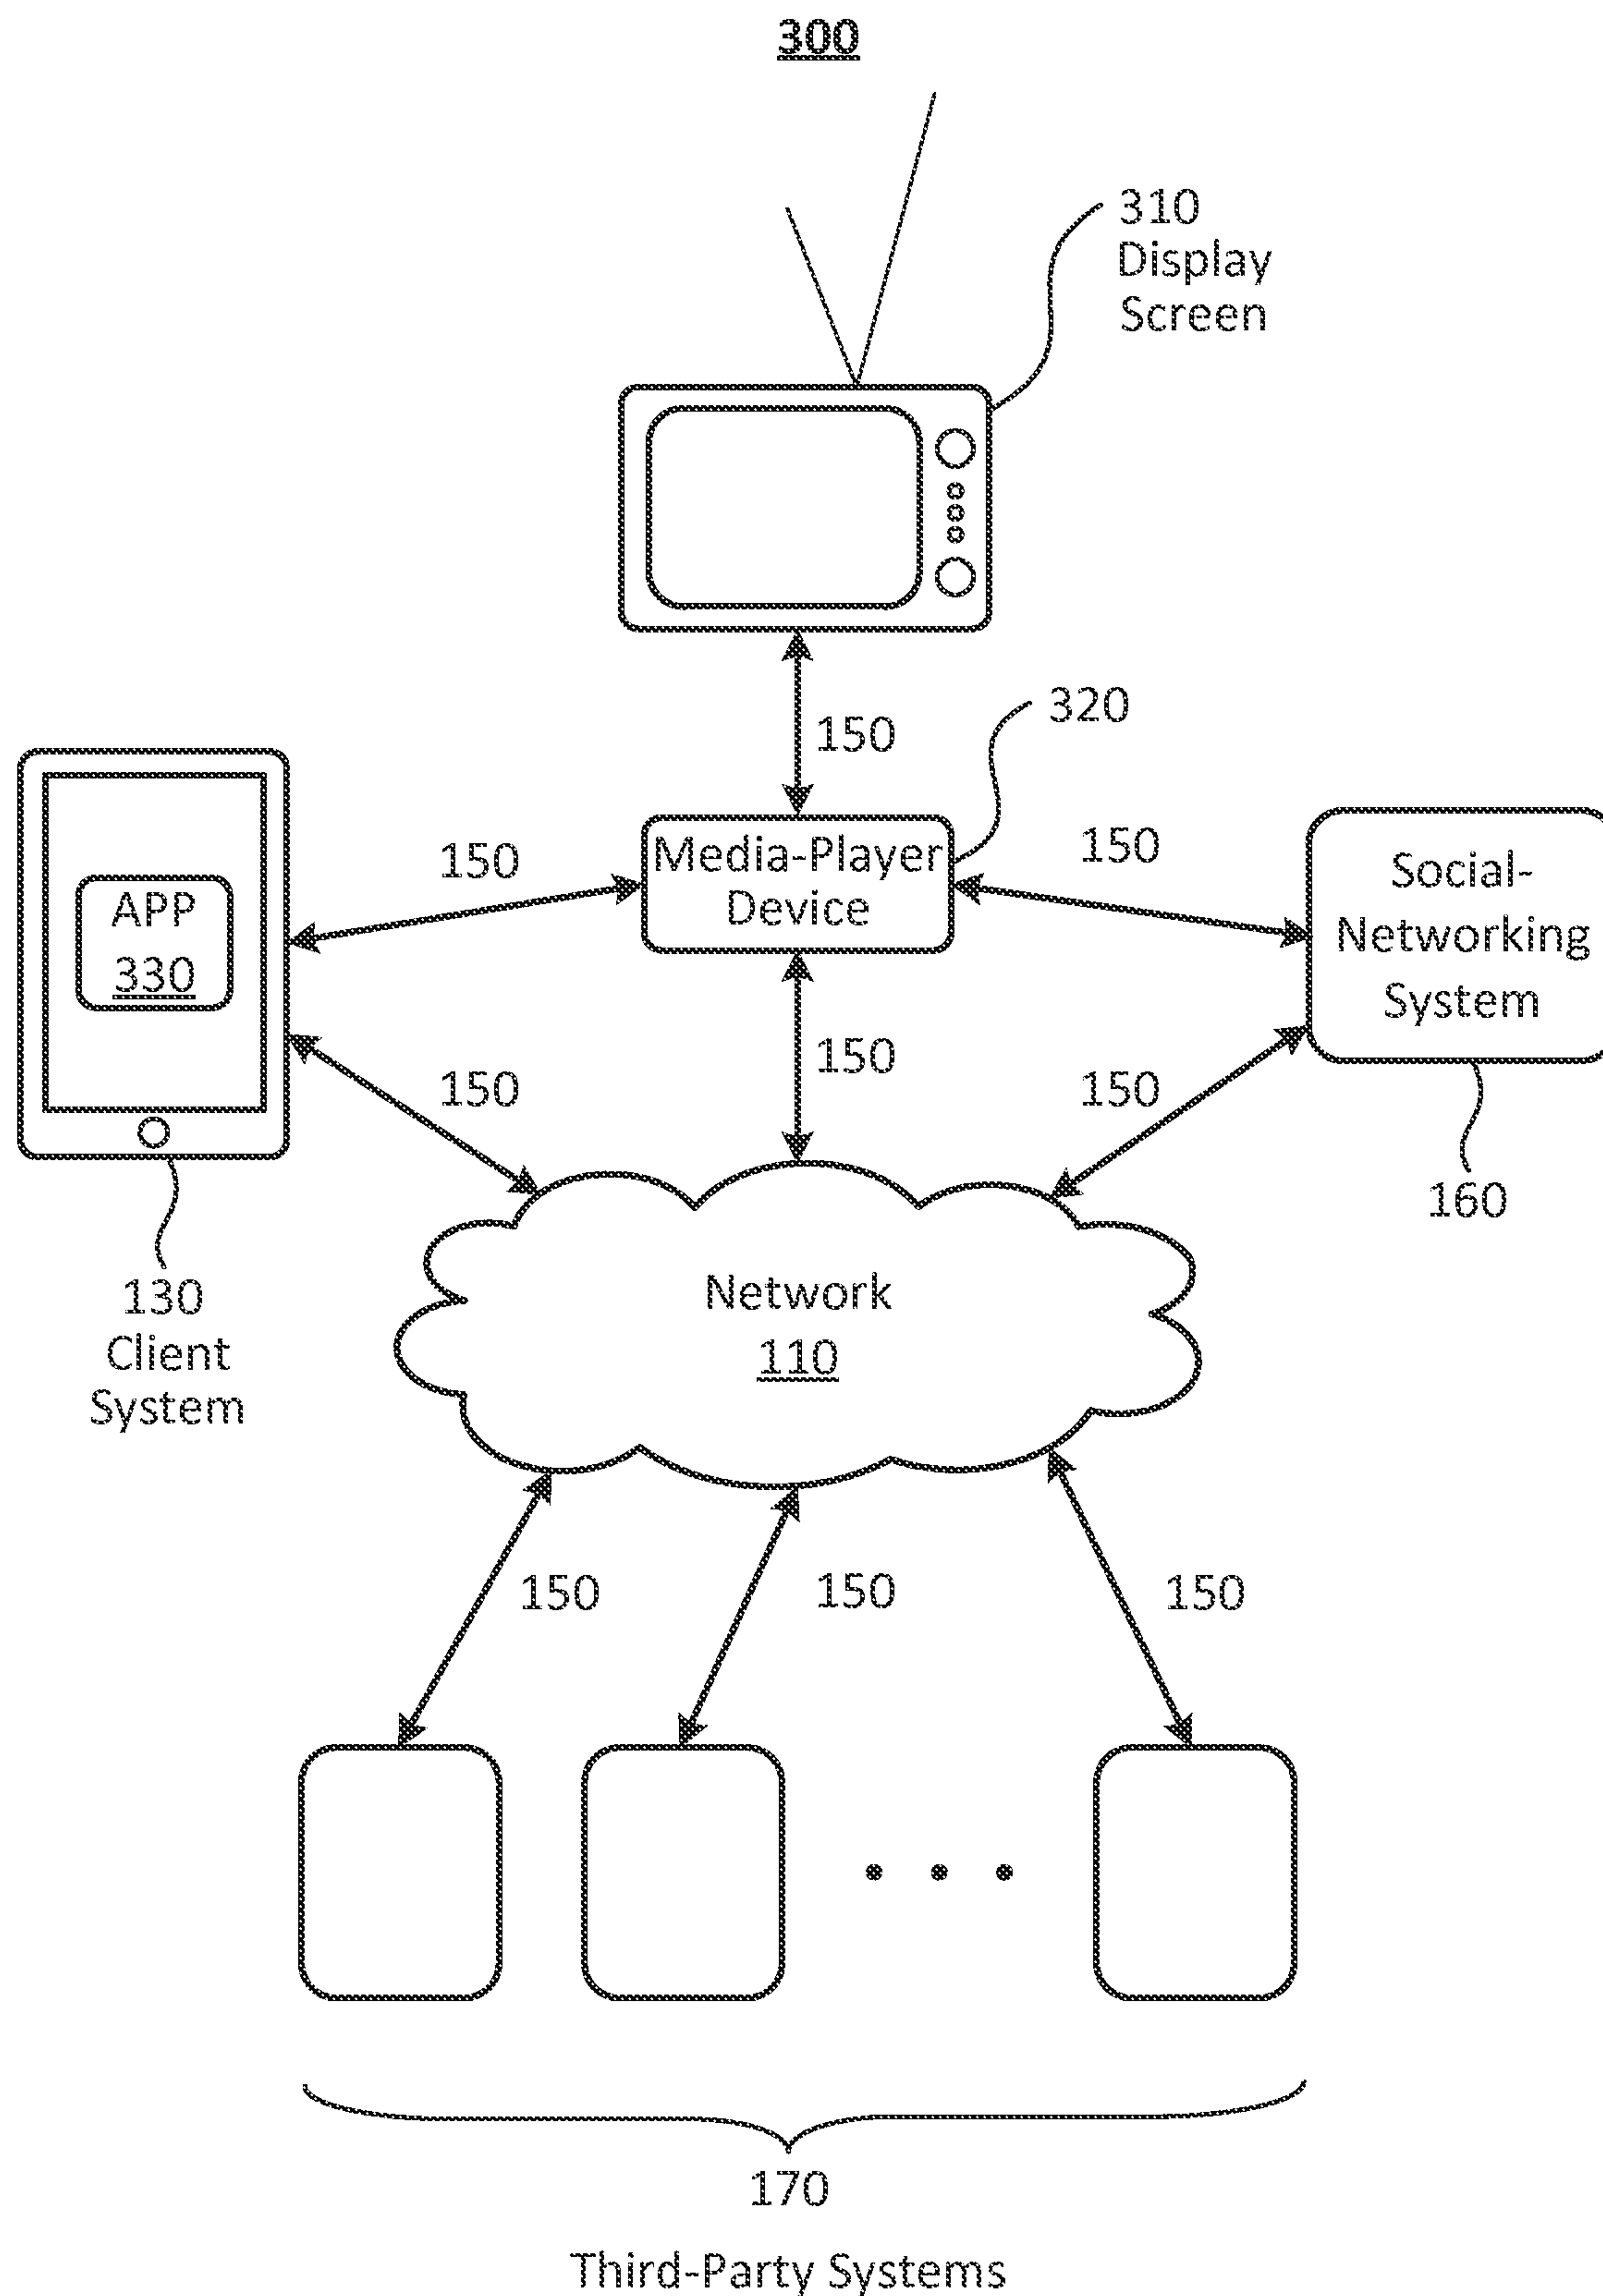 300
310
Display
Screen
150
320
150
Media-Player
Device
150
Social-
Networking
System
APP
330
150
150
150
160
130
Client
System
Network
110
150
150
150
170
Third-Party Systems